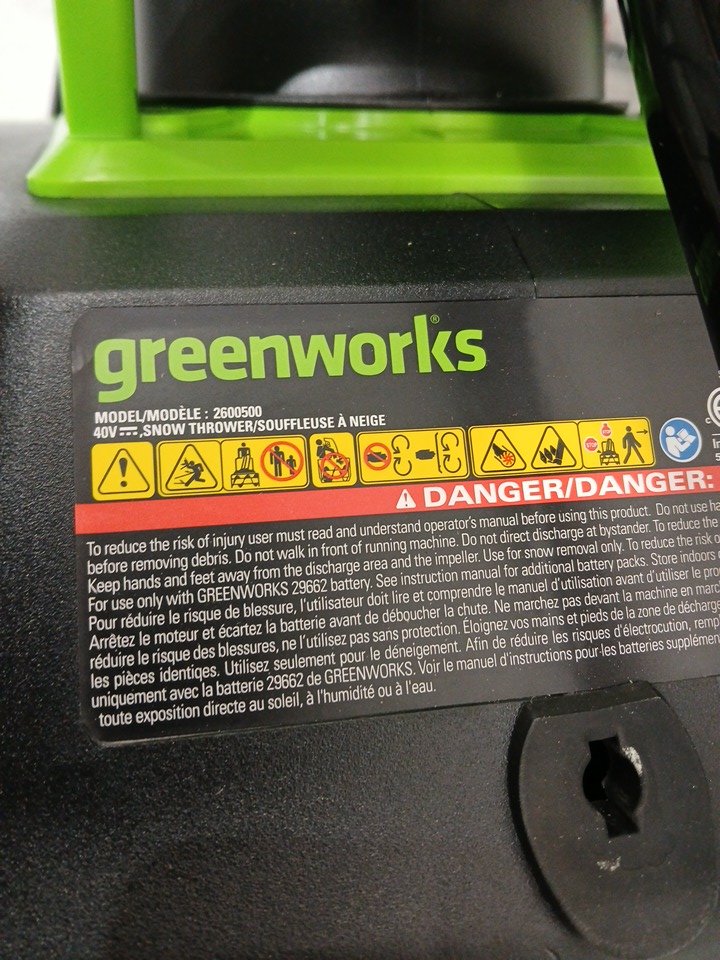 greenworks®
MODEL/MODÈLE : 2600500
40V ⎓,SNOW THROWER/SOUFFLEUSE À NEIGE
STOP
STOP
⚠ DANGER/DANGER:
To reduce the risk of injury user must read and understand operator's manual before using this product. Do not use
before removing debris. Do not walk in front of running machine. Do not direct discharge at bystander. To reduce the
Keep hands and feet away from the discharge area and the impeller. Use for snow removal only. To reduce the risk
For use only with GREENWORKS 29662 battery. See instruction manual for additional battery packs. Store indoors
Pour réduire le risque de blessure, l'utilisateur doit lire et comprendre le manuel d'utilisation avant d'utiliser le
Arrêtez le moteur et écartez la batterie avant de déboucher la chute. Ne marchez pas devant la machine en
réduire le risque des blessures, ne l'utilisez pas sans protection. Éloignez vos mains et pieds de la zone de
les pièces identiqes. Utilisez seulement pour le déneigement. Afin de réduire les risques d'électrocution,
uniquement avec la batterie 29662 de GREENWORKS. Voir le manuel d'instructions pour les batteries
toute exposition directe au soleil, à l'humidité ou à l'eau.